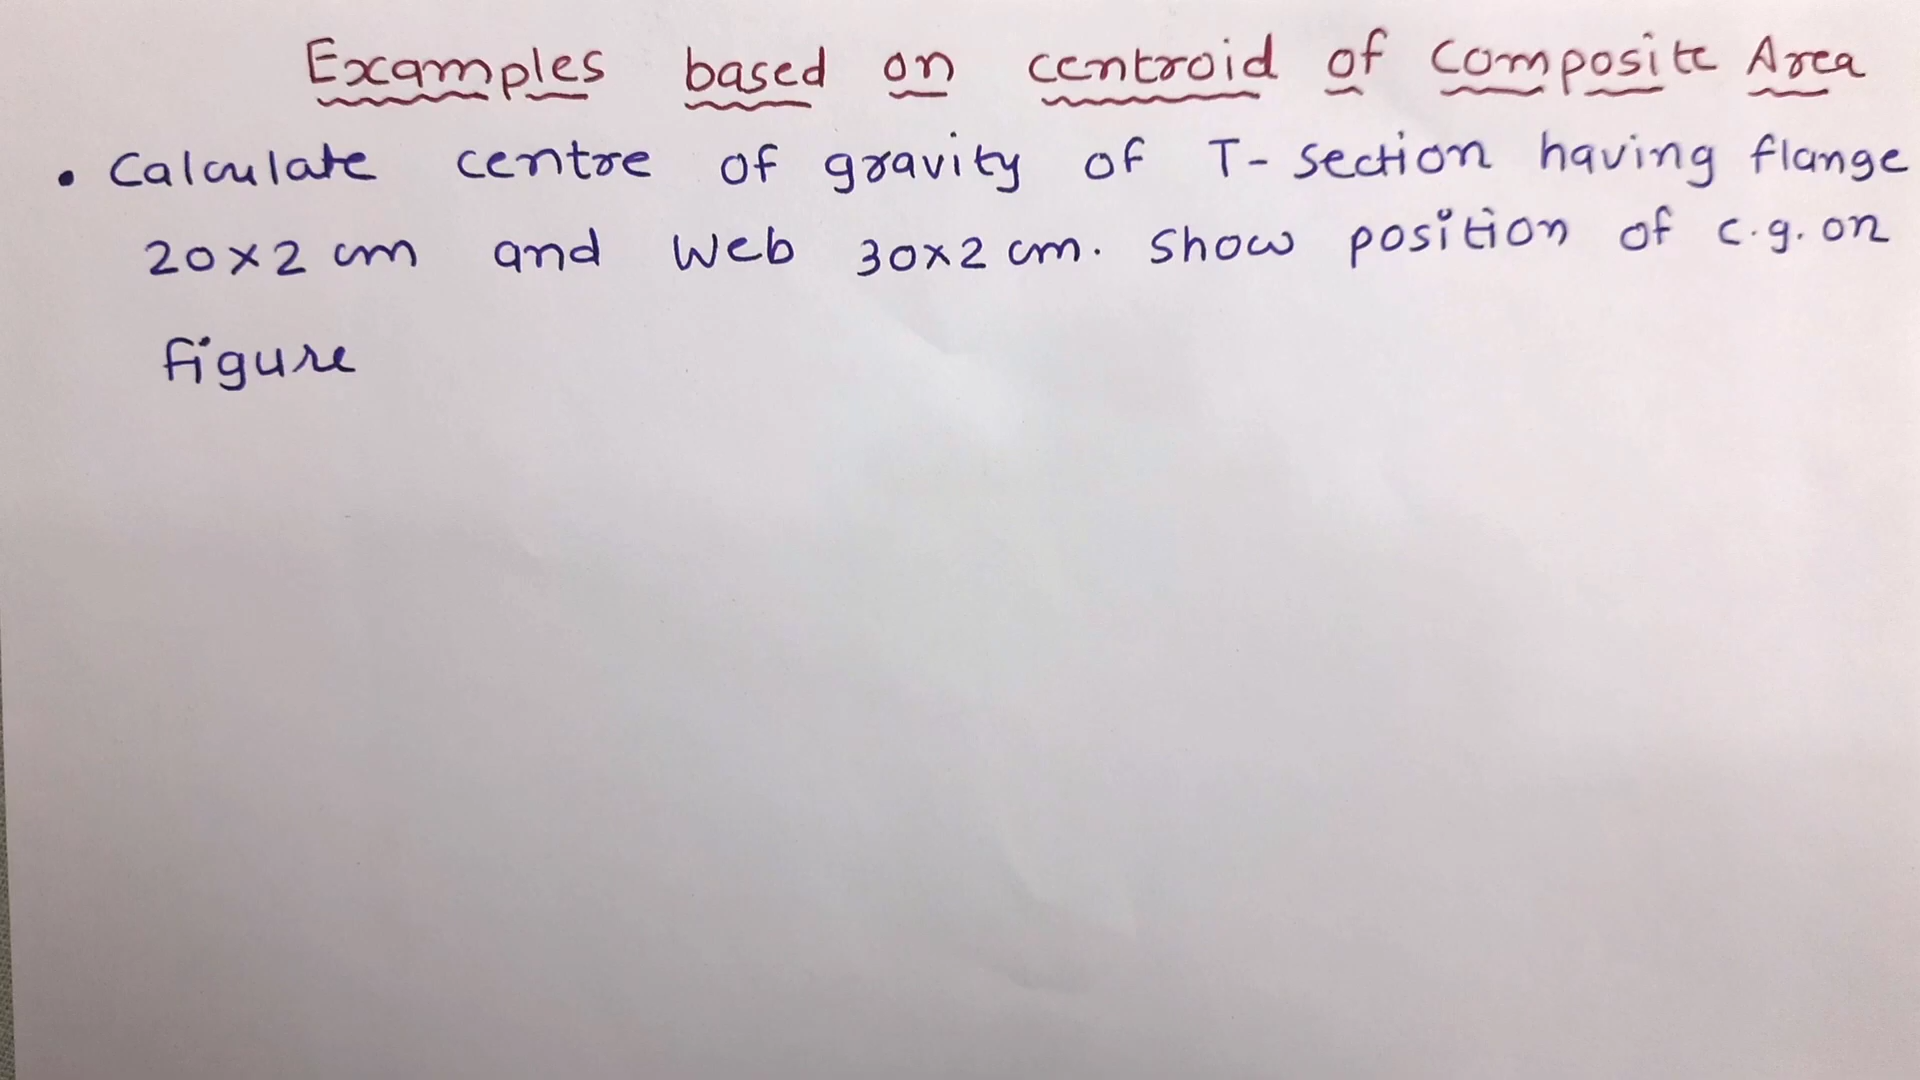 Examples based on centroid of Composite Area
• Calculate centre of gravity of T- section having flange
20x2 cm and Web 30x2 cm. Show position of c.g. on
figure